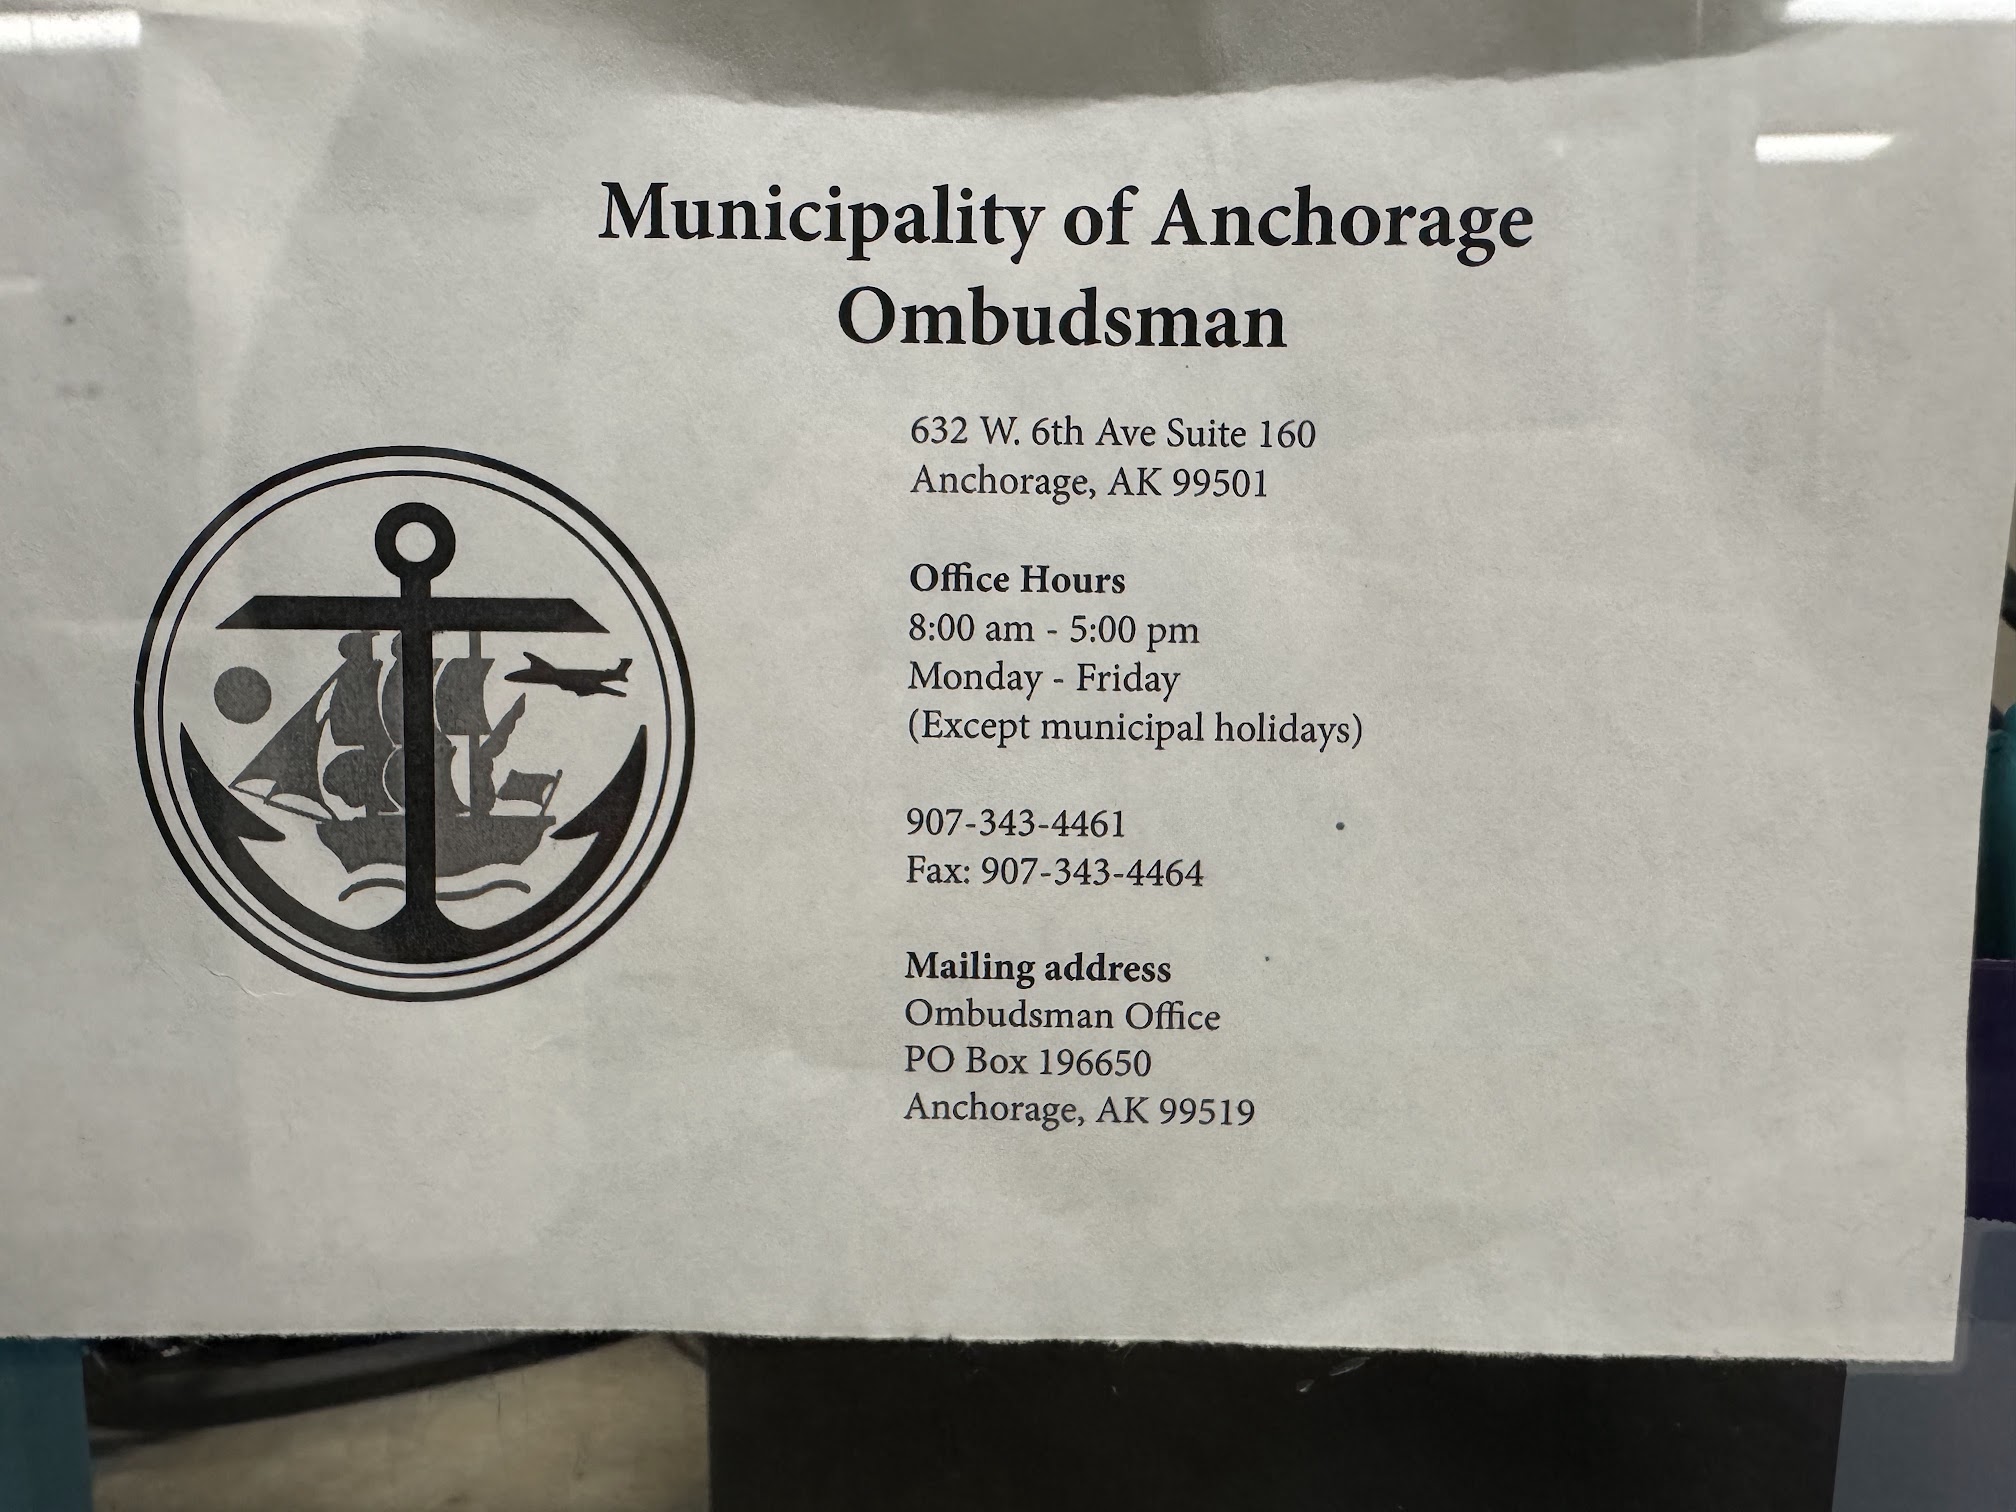 Municipality of Anchorage
Ombudsman
632 W. 6th Ave Suite 160
Anchorage, AK 99501
Office Hours
8:00 am - 5:00 pm
Monday - Friday
(Except municipal holidays)
907-343-4461
Fax: 907-343-4464
Mailing address
Ombudsman Office
PO Box 196650
Anchorage, AK 99519